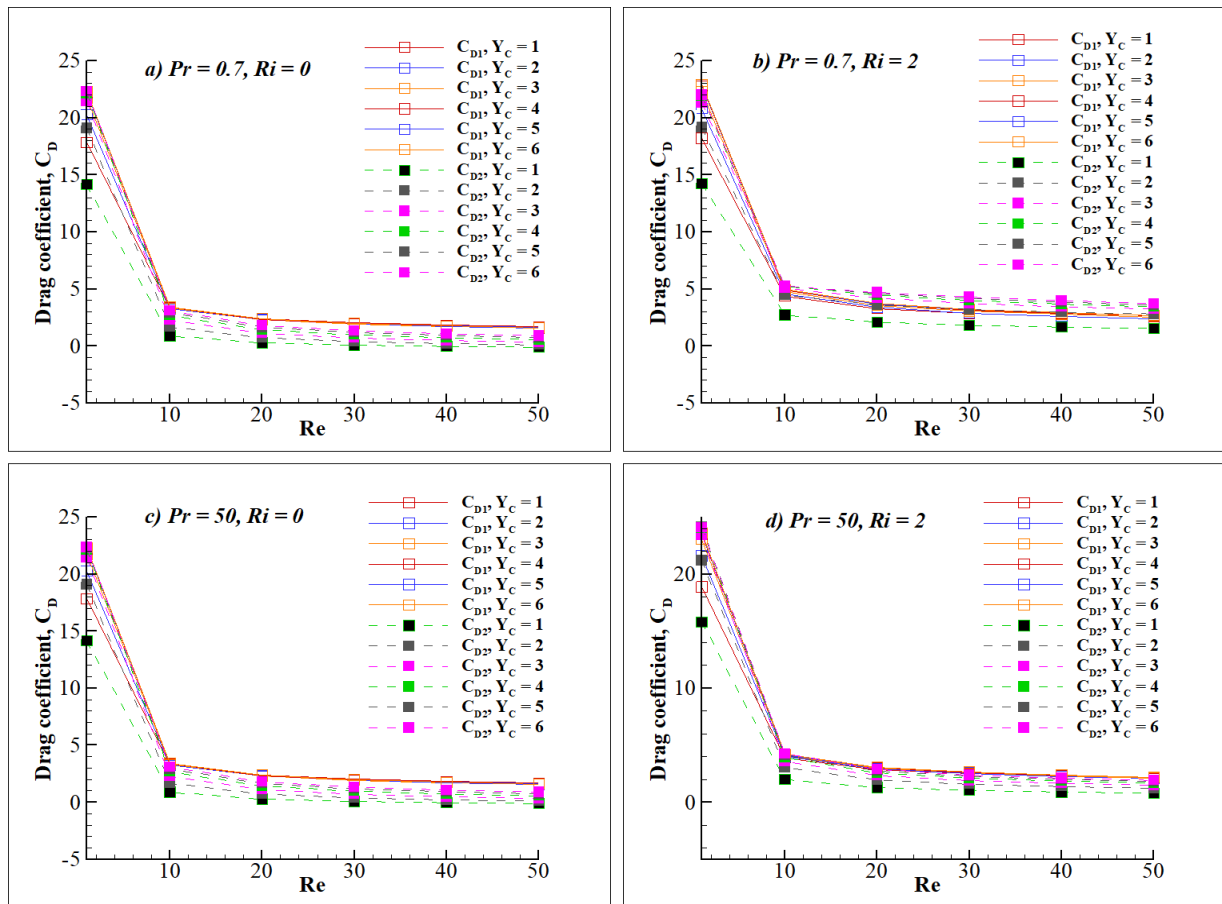 a) Pr = 0.7, Ri = 0
C_D1, Y_C = 1
C_D1, Y_C = 2
C_D1, Y_C = 3
C_D1, Y_C = 4
C_D1, Y_C = 5
C_D1, Y_C = 6
C_D2, Y_C = 1
C_D2, Y_C = 2
C_D2, Y_C = 3
C_D2, Y_C = 4
C_D2, Y_C = 5
C_D2, Y_C = 6
Drag coefficient, C_D
25
20
15
10
5
0
-5
10 20 30 40 50
Re
b) Pr = 0.7, Ri = 2
C_D1, Y_C = 1
C_D1, Y_C = 2
C_D1, Y_C = 3
C_D1, Y_C = 4
C_D1, Y_C = 5
C_D1, Y_C = 6
C_D2, Y_C = 1
C_D2, Y_C = 2
C_D2, Y_C = 3
C_D2, Y_C = 4
C_D2, Y_C = 5
C_D2, Y_C = 6
Drag coefficient, C_D
25
20
15
10
5
0
-5
10 20 30 40 50
Re
c) Pr = 50, Ri = 0
C_D1, Y_C = 1
C_D1, Y_C = 2
C_D1, Y_C = 3
C_D1, Y_C = 4
C_D1, Y_C = 5
C_D1, Y_C = 6
C_D2, Y_C = 1
C_D2, Y_C = 2
C_D2, Y_C = 3
C_D2, Y_C = 4
C_D2, Y_C = 5
C_D2, Y_C = 6
Drag coefficient, C_D
25
20
15
10
5
0
-5
10 20 30 40 50
Re
d) Pr = 50, Ri = 2
C_D1, Y_C = 1
C_D1, Y_C = 2
C_D1, Y_C = 3
C_D1, Y_C = 4
C_D1, Y_C = 5
C_D1, Y_C = 6
C_D2, Y_C = 1
C_D2, Y_C = 2
C_D2, Y_C = 3
C_D2, Y_C = 4
C_D2, Y_C = 5
C_D2, Y_C = 6
Drag coefficient, C_D
20
15
10
5
0
10 20 30 40 50
Re